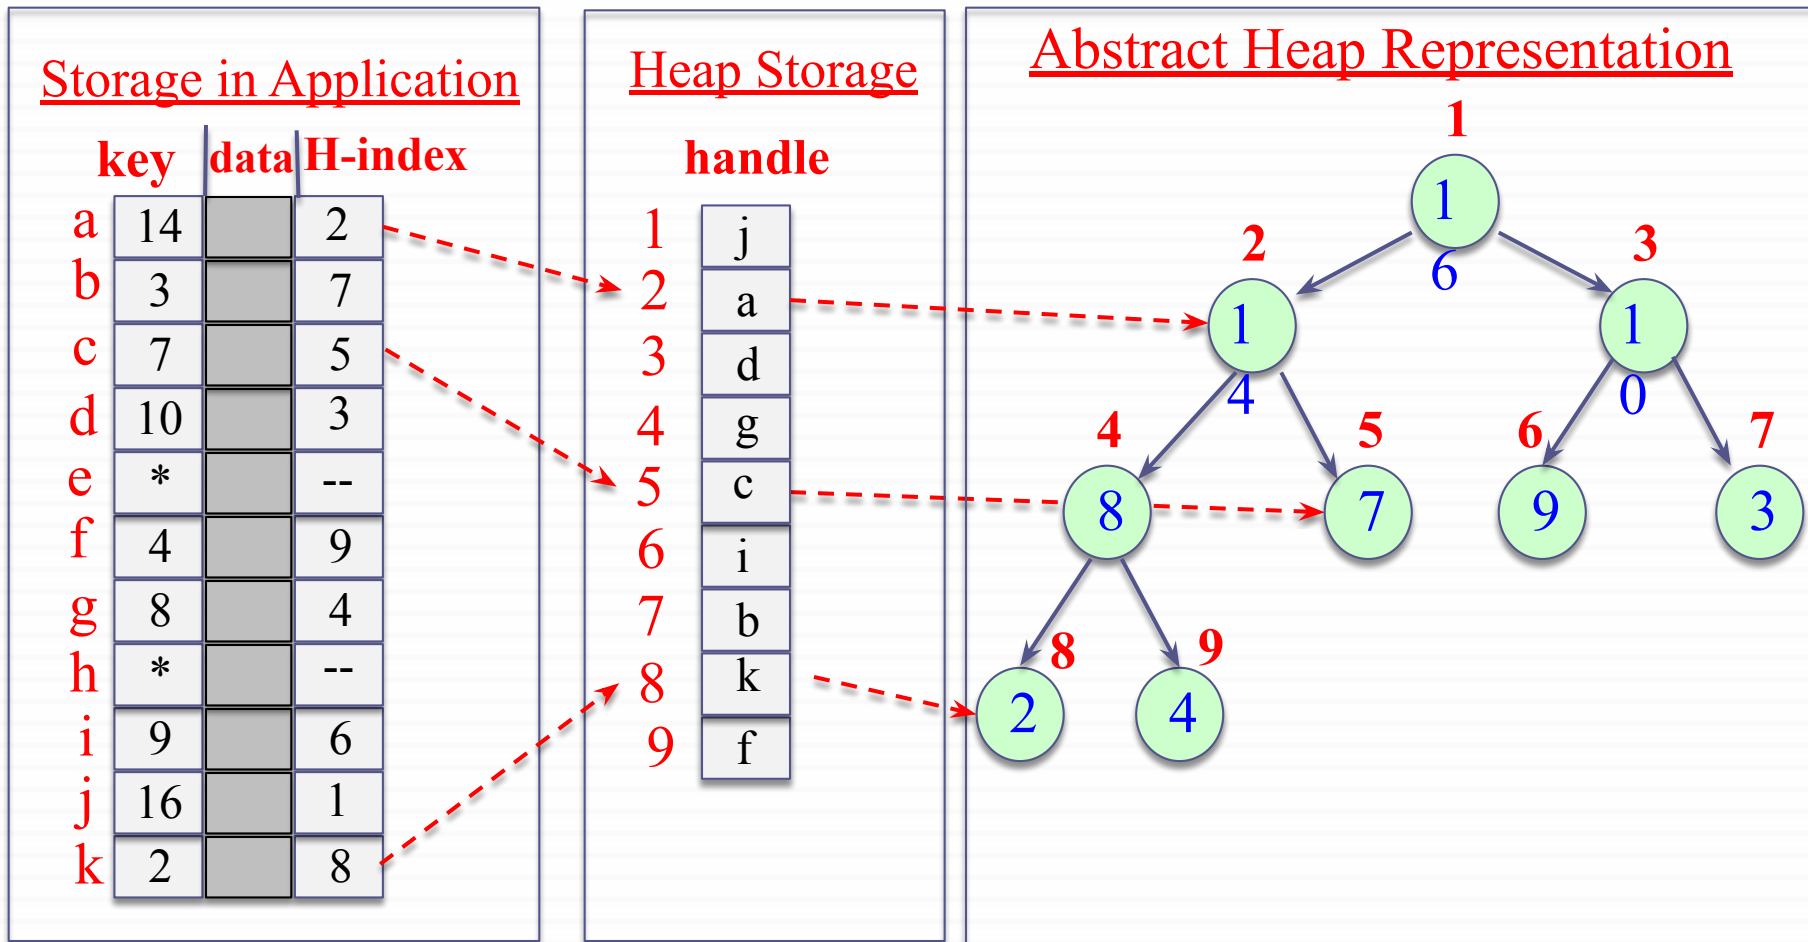 Storage in Application
key data H-index
a 14 2
b 3 7
c 7 5
d 10 3
e * --
f 4 9
g 8 4
h * --
i 9 6
j 16 1
k 2 8
Heap Storage
handle
1 j
2 a
3 d
4 g
5 c
6 i
7 b
8 k
9 f
Abstract Heap Representation
1
1
6
2 3
1 1
4 0
4 5 6 7
8 7 9 3
8 9
2 4